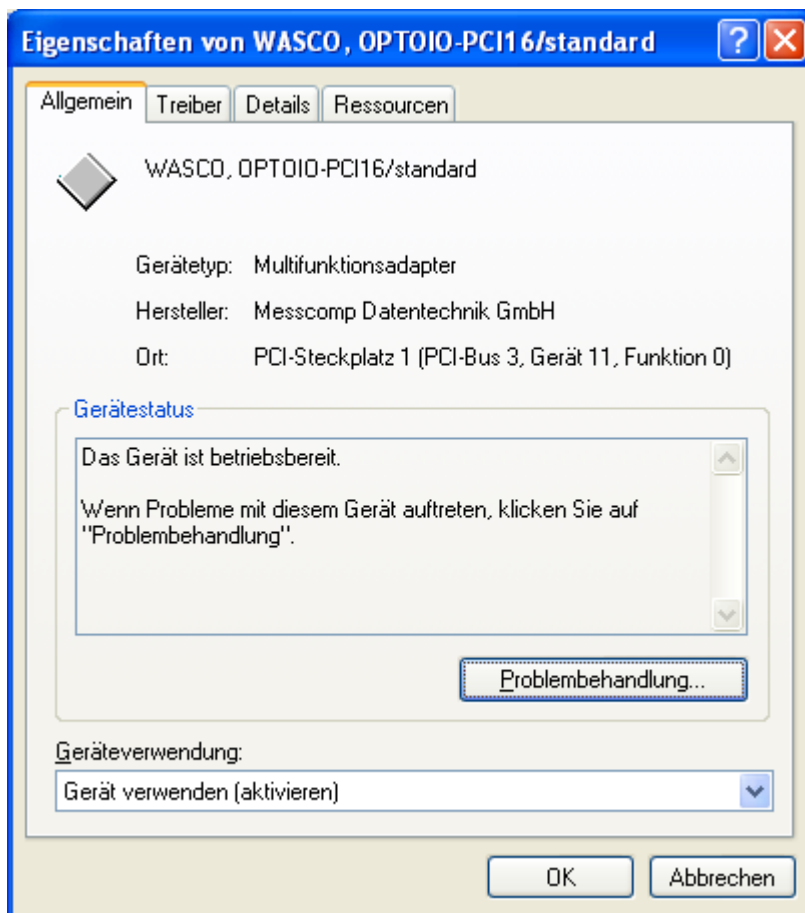 Eigenschaften von WASCO, OPTOIO-PCI16/standard
Allgemein Treiber Details Ressourcen
WASCO, OPTOIO-PCI16/standard
Gerätetyp: Multifunktionsadapter
Hersteller: Messcomp Datentechnik GmbH
Ort: PCI-Steckplatz 1 (PCI-Bus 3, Gerät 11, Funktion 0)
Gerätestatus
Das Gerät ist betriebsbereit.
Wenn Probleme mit diesem Gerät auftreten, klicken Sie auf
"Problembehandlung".
Problembehandlung...
Geräteverwendung:
Gerät verwenden (aktivieren)
OK Abbrechen